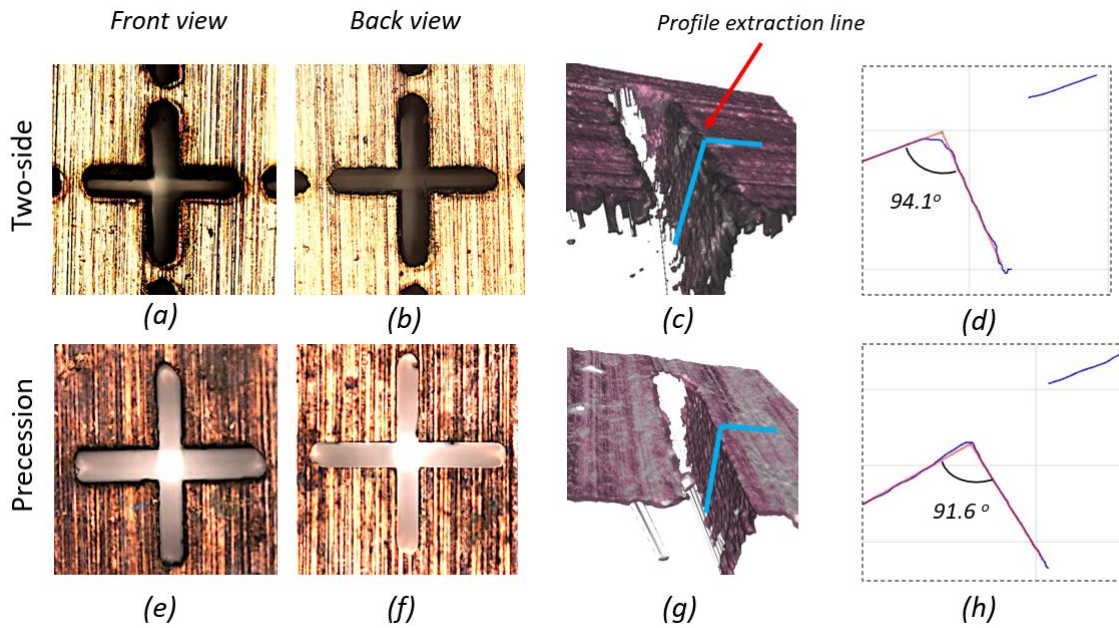 Front view
Back view
Profile extraction line
Two-side
94.1°
(a)
(b)
(c)
(d)
Precession
91.6 °
(e)
(f)
(g)
(h)